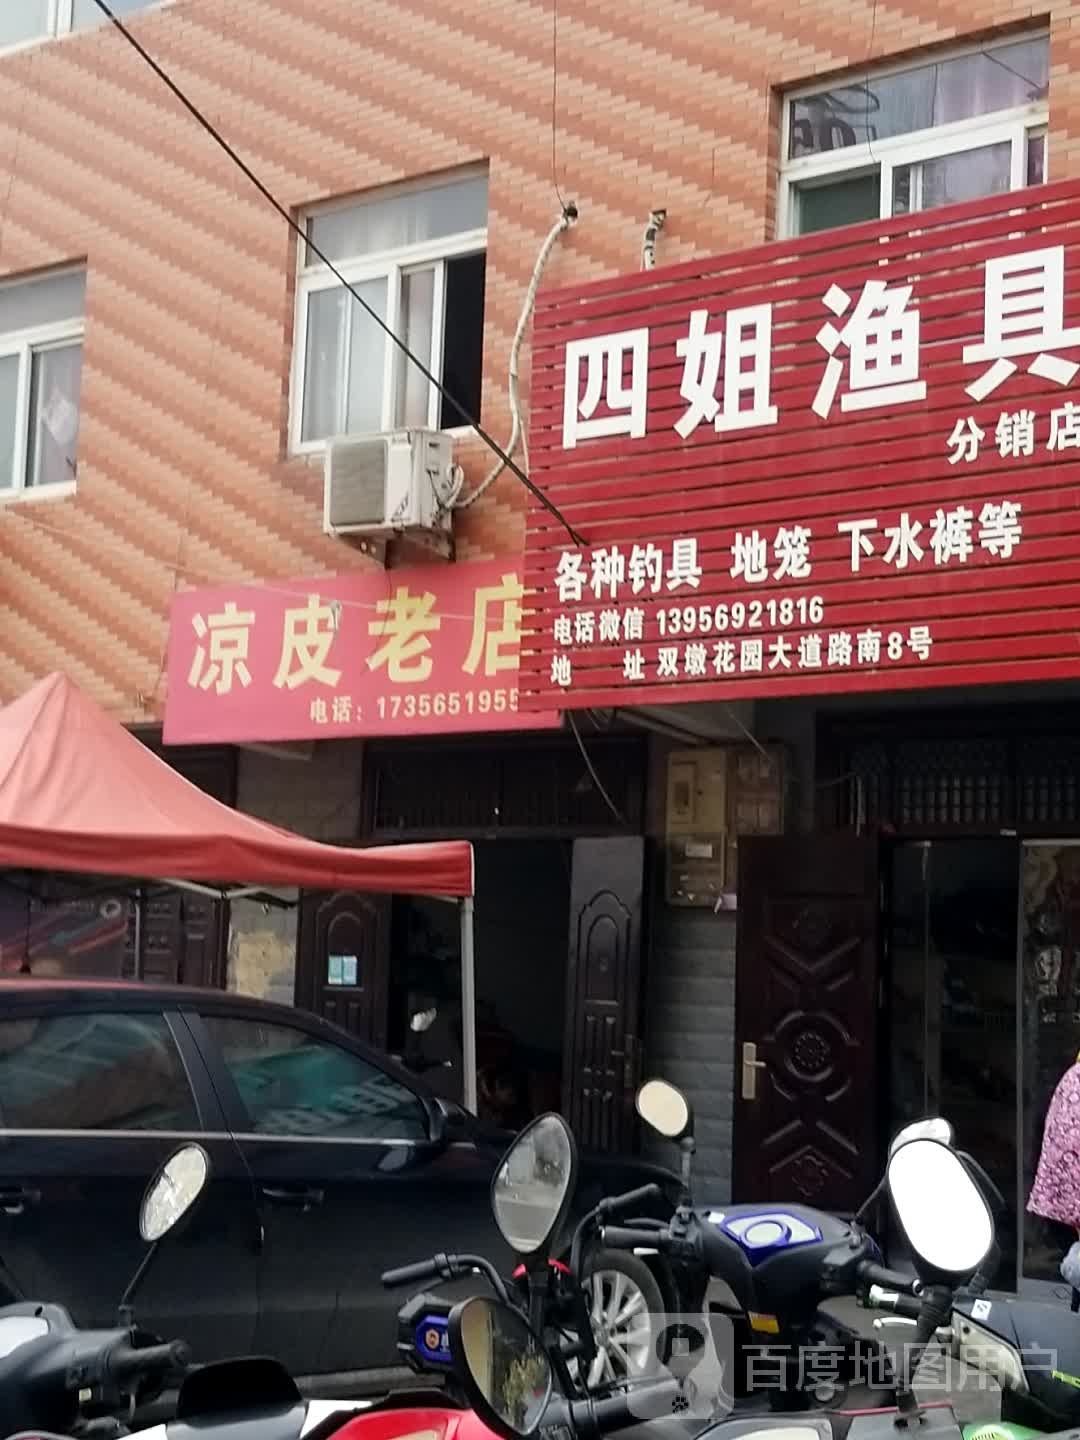 四姐渔具
分销店
各种钓具 地笼 下水裤等
电话微信 13956921816
地 址 双墩花园大道路南8号
凉皮老店
电话：1735651955
百度地图用户